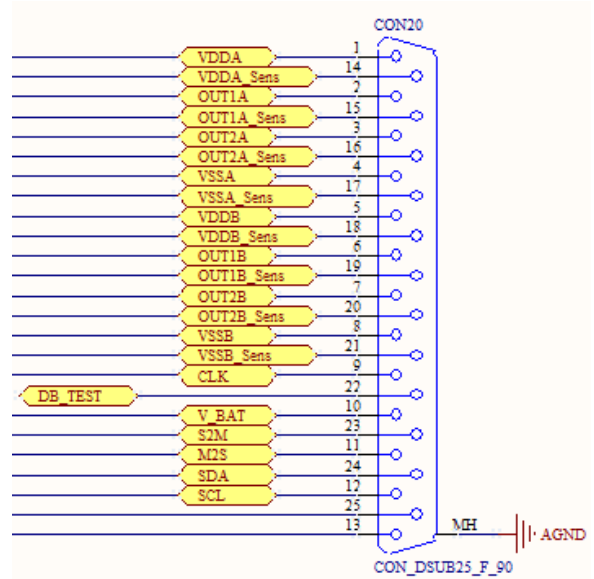 CON20
VDDA 1
VDDA_Sens 14
OUT1A 2
OUT1A_Sens 15
OUT2A 3
OUT2A_Sens 16
VSSA 4
VSSA_Sens 17
VDDB 5
VDDB_Sens 18
OUT1B 6
OUT1B_Sens 19
OUT2B 7
OUT2B_Sens 20
VSSB 8
VSSB_Sens 21
CLK 9
DB_TEST 22
V_BAT 10
S2M 23
M2S 11
SDA 24
SCL 12
25
13 MH AGND
CON_DSUB25_F_90